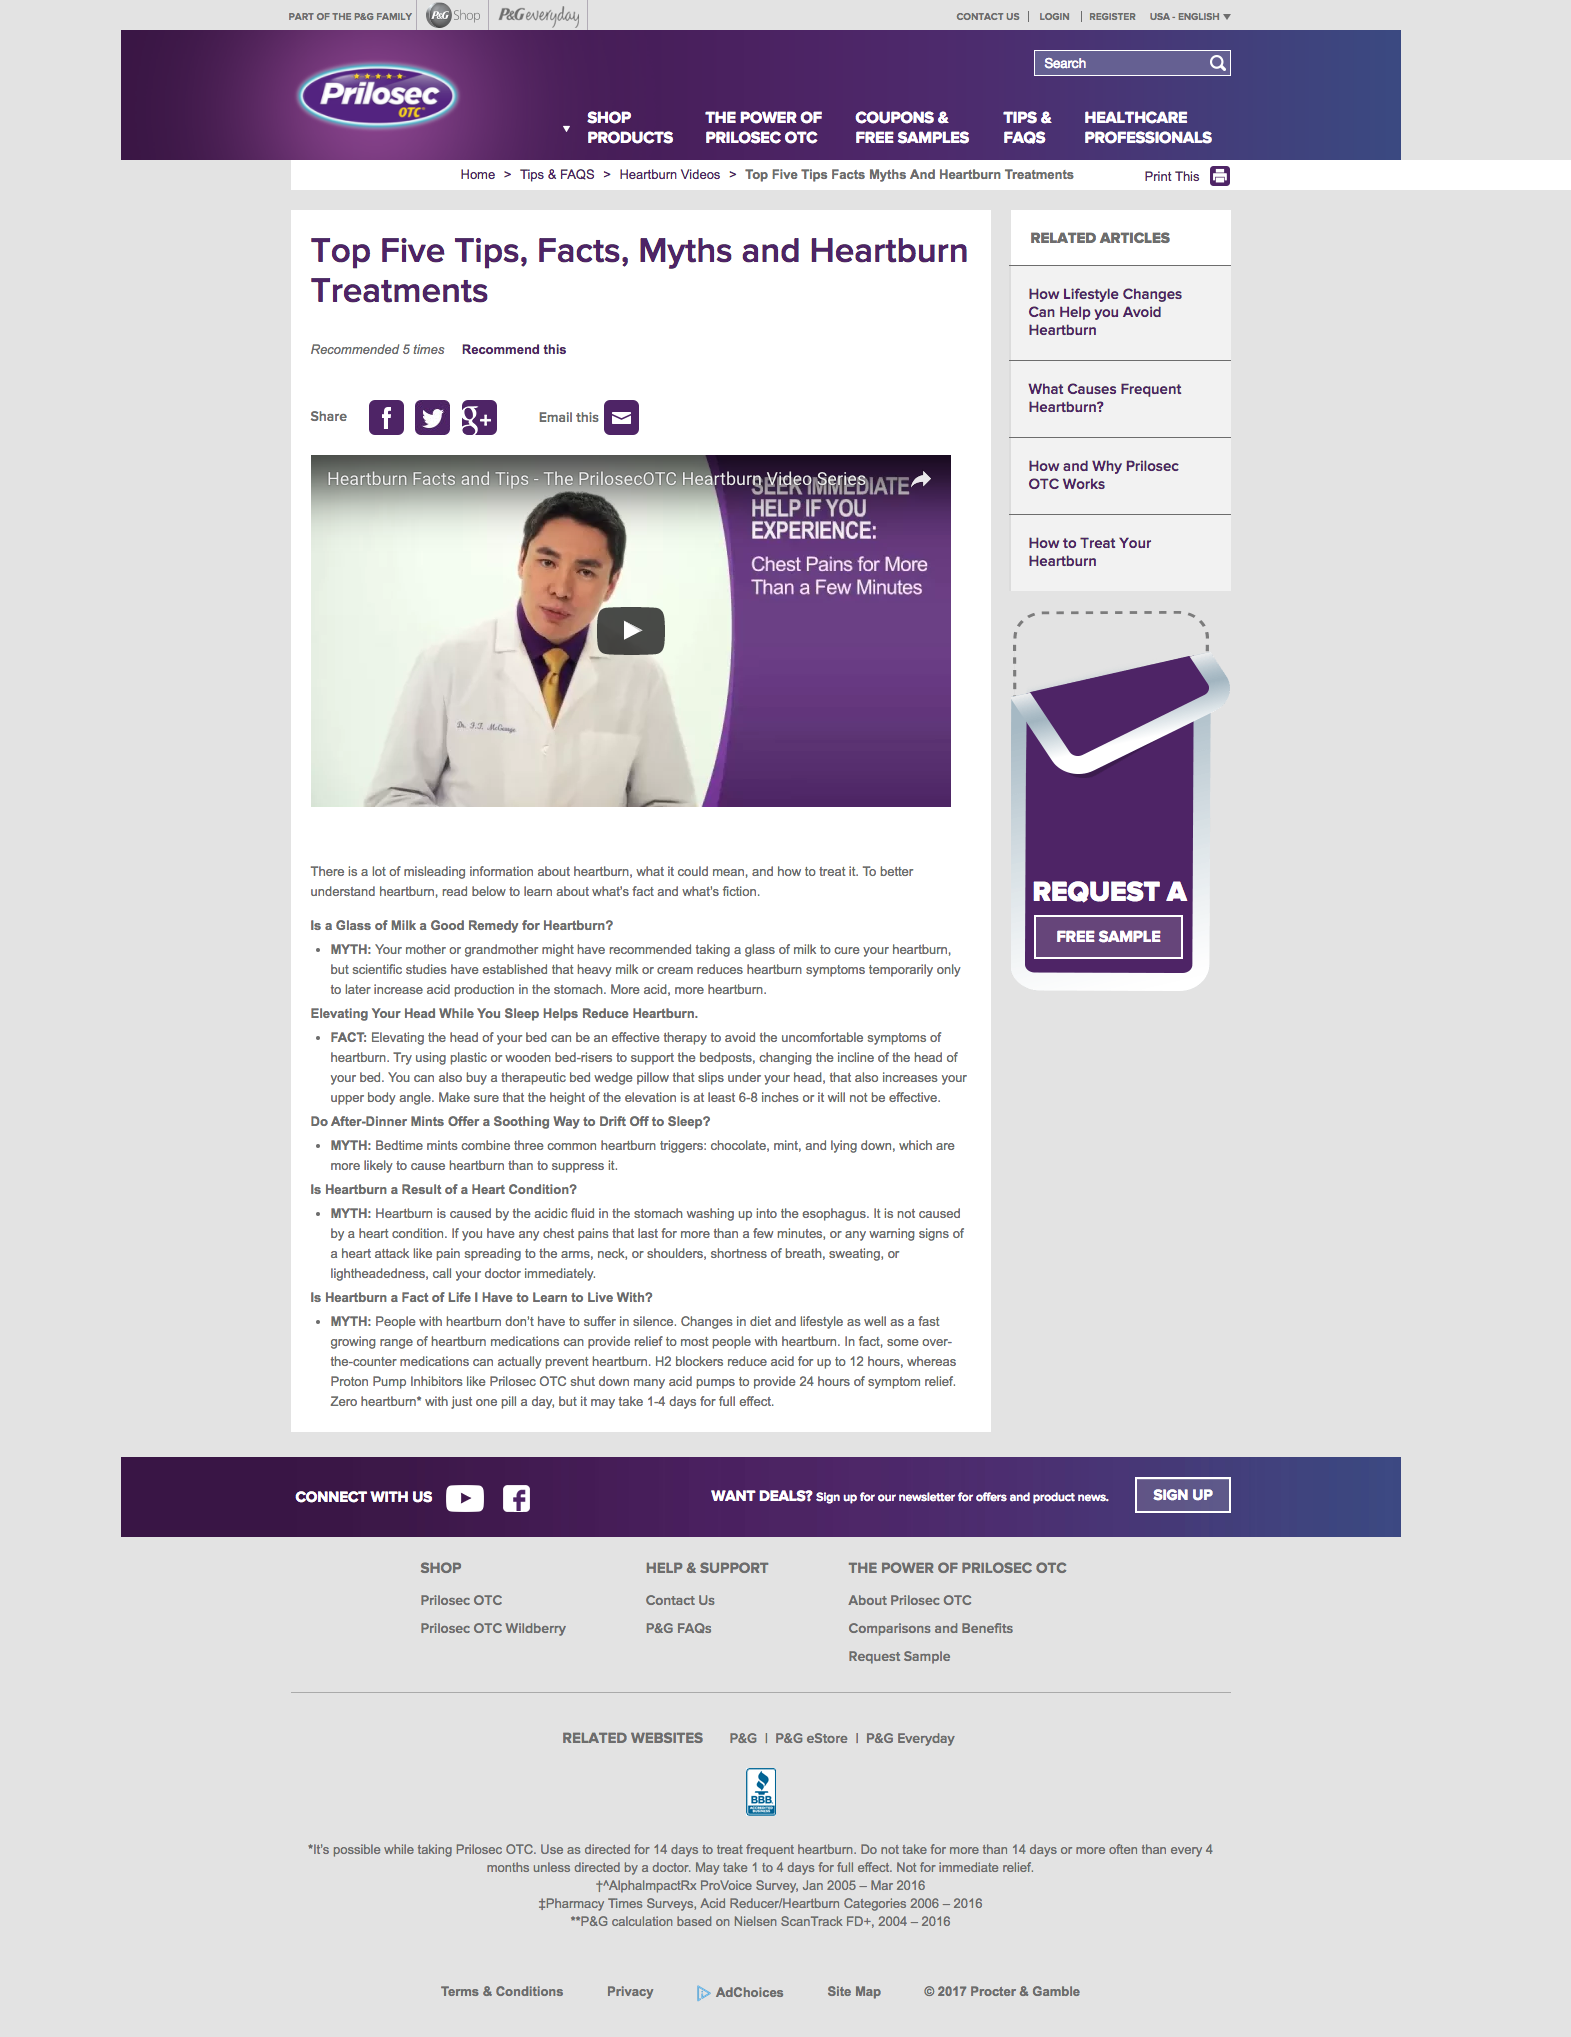 PART OF THE P&G FAMILY
P&G Shop
P&G everyday
CONTACT US | LOGIN | REGISTER USA - ENGLISH
Prilosec
OTC
Search
SHOP
PRODUCTS
THE POWER OF
PRILOSEC OTC
COUPONS &
FREE SAMPLES
TIPS &
FAQS
HEALTHCARE
PROFESSIONALS
Home > Tips & FAQS > Heartburn Videos > Top Five Tips Facts Myths And Heartburn Treatments
Print This
Top Five Tips, Facts, Myths and Heartburn
Treatments
Recommended 5 times Recommend this
Share
Email this
Heartburn Facts and Tips - The PrilosecOTC Heartburn Video Series
SEEK IMMEDIATE
HELP IF YOU
EXPERIENCE:
Chest Pains for More
Than a Few Minutes
There is a lot of misleading information about heartburn, what it could mean, and how to treat it. To better
understand heartburn, read below to learn about what's fact and what's fiction.
Is a Glass of Milk a Good Remedy for Heartburn?
• MYTH: Your mother or grandmother might have recommended taking a glass of milk to cure your heartburn,
but scientific studies have established that heavy milk or cream reduces heartburn symptoms temporarily only
to later increase acid production in the stomach. More acid, more heartburn.
Elevating Your Head While You Sleep Helps Reduce Heartburn.
• FACT: Elevating the head of your bed can be an effective therapy to avoid the uncomfortable symptoms of
heartburn. Try using plastic or wooden bed-risers to support the bedposts, changing the incline of the head of
your bed. You can also buy a therapeutic bed wedge pillow that slips under your head, that also increases your
upper body angle. Make sure that the height of the elevation is at least 6-8 inches or it will not be effective.
Do After-Dinner Mints Offer a Soothing Way to Drift Off to Sleep?
• MYTH: Bedtime mints combine three common heartburn triggers: chocolate, mint, and lying down, which are
more likely to cause heartburn than to suppress it.
Is Heartburn a Result of a Heart Condition?
• MYTH: Heartburn is caused by the acidic fluid in the stomach washing up into the esophagus. It is not caused
by a heart condition. If you have any chest pains that last for more than a few minutes, or any warning signs of
a heart attack like pain spreading to the arms, neck, or shoulders, shortness of breath, sweating, or
lightheadedness, call your doctor immediately.
Is Heartburn a Fact of Life I Have to Learn to Live With?
• MYTH: People with heartburn don't have to suffer in silence. Changes in diet and lifestyle as well as a fast
growing range of heartburn medications can provide relief to most people with heartburn. In fact, some over-
the-counter medications can actually prevent heartburn. H2 blockers reduce acid for up to 12 hours, whereas
Proton Pump Inhibitors like Prilosec OTC shut down many acid pumps to provide 24 hours of symptom relief.
Zero heartburn* with just one pill a day, but it may take 1-4 days for full effect.
RELATED ARTICLES
How Lifestyle Changes
Can Help you Avoid
Heartburn
What Causes Frequent
Heartburn?
How and Why Prilosec
OTC Works
How to Treat Your
Heartburn
REQUEST A
FREE SAMPLE
CONNECT WITH US
WANT DEALS? Sign up for our newsletter for offers and product news.
SIGN UP
SHOP
Prilosec OTC
Prilosec OTC Wildberry
HELP & SUPPORT
Contact Us
P&G FAQs
THE POWER OF PRILOSEC OTC
About Prilosec OTC
Comparisons and Benefits
Request Sample
RELATED WEBSITES P&G | P&G eStore | P&G Everyday
BBB
ACCREDITED
BUSINESS
*It's possible while taking Prilosec OTC. Use as directed for 14 days to treat frequent heartburn. Do not take for more than 14 days or more often than every 4
months unless directed by a doctor. May take 1 to 4 days for full effect. Not for immediate relief.
†^AlphaImpactRx ProVoice Survey, Jan 2005 – Mar 2016
‡Pharmacy Times Surveys, Acid Reducer/Heartburn Categories 2006 – 2016
**P&G calculation based on Nielsen ScanTrack FD+, 2004 – 2016
Terms & Conditions Privacy AdChoices Site Map © 2017 Procter & Gamble